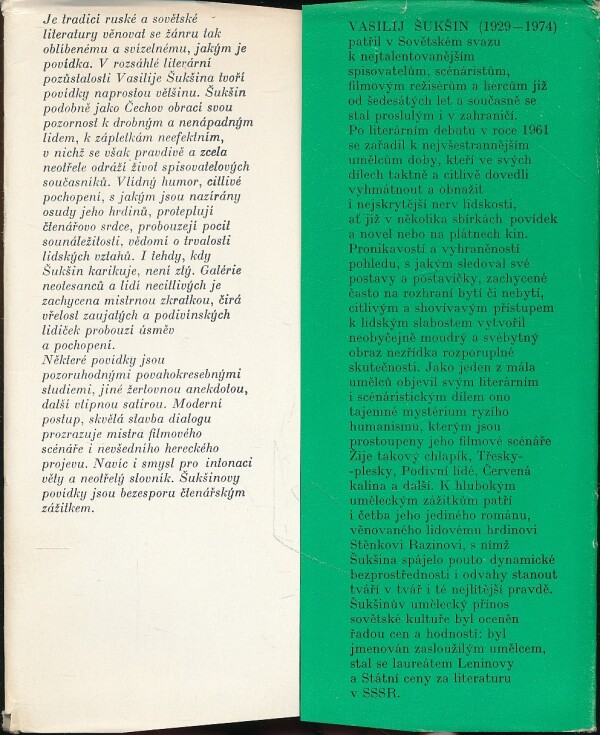 Je tradicí ruské a sovětské
literatury věnovat se žánru tak
oblíbenému a svízelnému, jakým je
povídka. V rozsáhlé literární
pozůstalosti Vasilije Šukšina tvoří
povídky naprostou většinu. Šukšin
podobně jako Čechov obrací svou
pozornost k drobným a nenápadným
lidem, k zápletkám neefektním,
v nichž se však pravdivě a zcela
neotřele odráží život spisovatelových
současníků. Vlídný humor, citlivé
pochopení, s jakým jsou nazírány
osudy jeho hrdinů, proteplují
čtenářovo srdce, probouzejí pocit
sounáležitosti, vědomí o trvalosti
lidských vztahů. I tehdy, kdy
Šukšin karikuje, není zlý. Galérie
neotesanců a lidí necitlivých je
zachycena mistrnou zkratkou, čirá
vřelost zaujatých a podivínských
lidiček probouzí úsměv
a pochopení.
Některé povídky jsou
pozoruhodnými povahokresebnými
studiemi, jiné žertovnou anekdotou,
další vtipnou satirou. Moderní
postup, skvělá stavba dialogu
prozrazuje mistra filmového
scénáře i nevšedního hereckého
projevu. Navíc i smysl pro intonaci
věty a neotřelý slovník. Šukšinovy
povídky jsou bezesporu čtenářským
zážitkem.
VASILIJ ŠUKŠIN (1929—1974)
patřil v Sovětském svazu
k nejtalentovanějším
spisovatelům, scénáristům,
filmovým režisérům a hercům již
od šedesátých let a současně se
stal proslulým i v zahraničí.
Po literárním debutu v roce 1961
se zařadil k nejvšestrannějším
umělcům doby, kteří ve svých
dílech taktně a citlivě dovedli
vyhmátnout a obnažit
i nejskrytější nerv lidskosti,
ať již v několika sbírkách povídek
a novel nebo na plátnech kin.
Pronikavostí a vyhraněností
pohledu, s jakým sledoval své
postavy a postavičky, zachycené
často na rozhraní bytí či nebytí,
citlivým a shovívavým přístupem
k lidským slabostem vytvořil
neobyčejně moudrý a svébytný
obraz nezřídka rozporuplné
skutečnosti. Jako jeden z mála
umělců objevil svým literárním
i scénáristickým dílem ono
tajemné mystérium ryzího
humanismu, kterým jsou
prostoupeny jeho filmové scénáře
Žije takový chlapík, Třesky-
-plesky, Podivní lidé, Červená
kalina a další. K hlubokým
uměleckým zážitkům patří
i četba jeho jediného románu,
věnovaného lidovému hrdinovi
Stěnkovi Razinovi, s nímž
Šukšina spájelo pouto dynamické
bezprostřednosti i odvahy stanout
tváří v tvář i té nejlítější pravdě.
Šukšinův umělecký přínos
sovětské kultuře byl oceněn
řadou cen a hodností: byl
jmenován zasloužilým umělcem,
stal se laureátem Leninovy
a Státní ceny za literaturu
v SSSR.